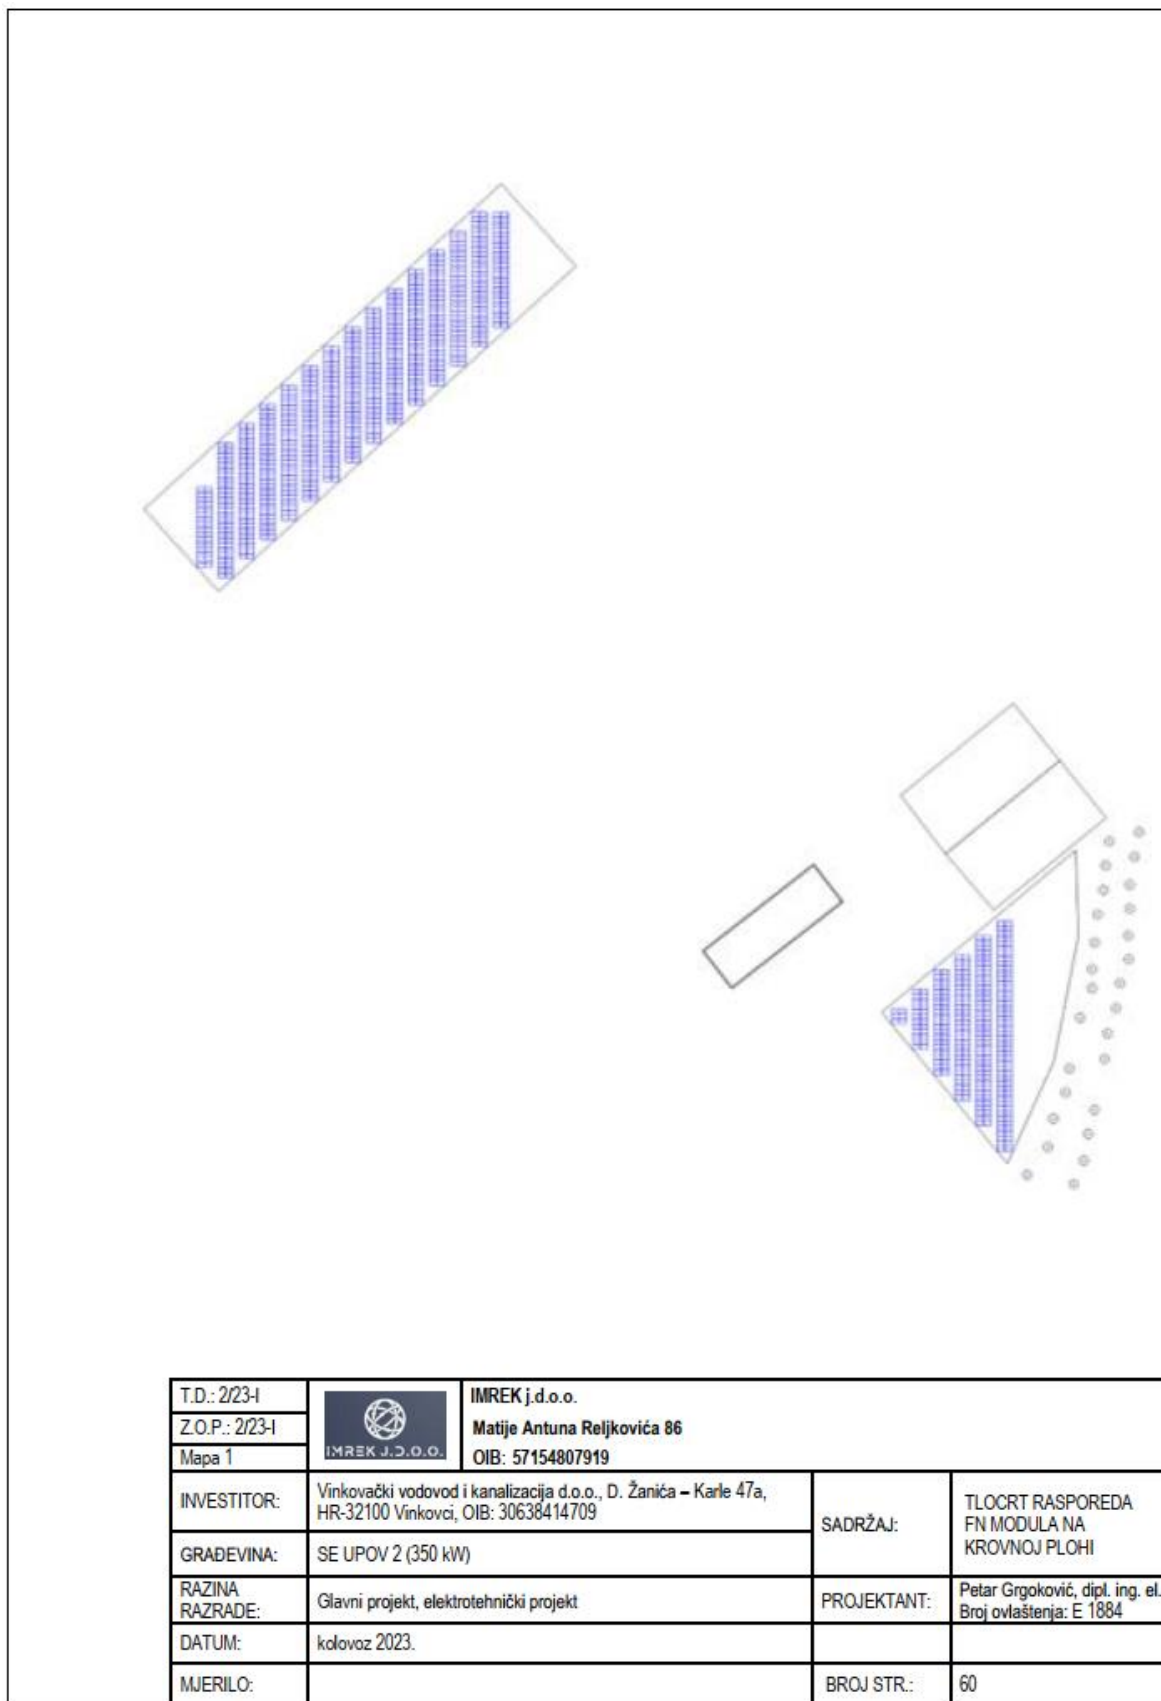 T.D.: 2/23-I
Z.O.P.: 2/23-I
Mapa 1
IMREK J.D.O.O.
IMREK j.d.o.o.
Matije Antuna Reljkovića 86
OIB: 57154807919
INVESTITOR:
Vinkovački vodovod i kanalizacija d.o.o., D. Žanića – Karle 47a,
HR-32100 Vinkovci, OIB: 30638414709
SADRŽAJ:
TLOCRT RASPOREDA
FN MODULA NA
KROVNOJ PLOHI
GRAĐEVINA:
SE UPOV 2 (350 kW)
RAZINA
RAZRADE:
Glavni projekt, elektrotehnički projekt
PROJEKTANT:
Petar Grgoković, dipl. ing. el.
Broj ovlaštenja: E 1884
DATUM:
kolovoz 2023.
MJERILO:
BROJ STR.:
60